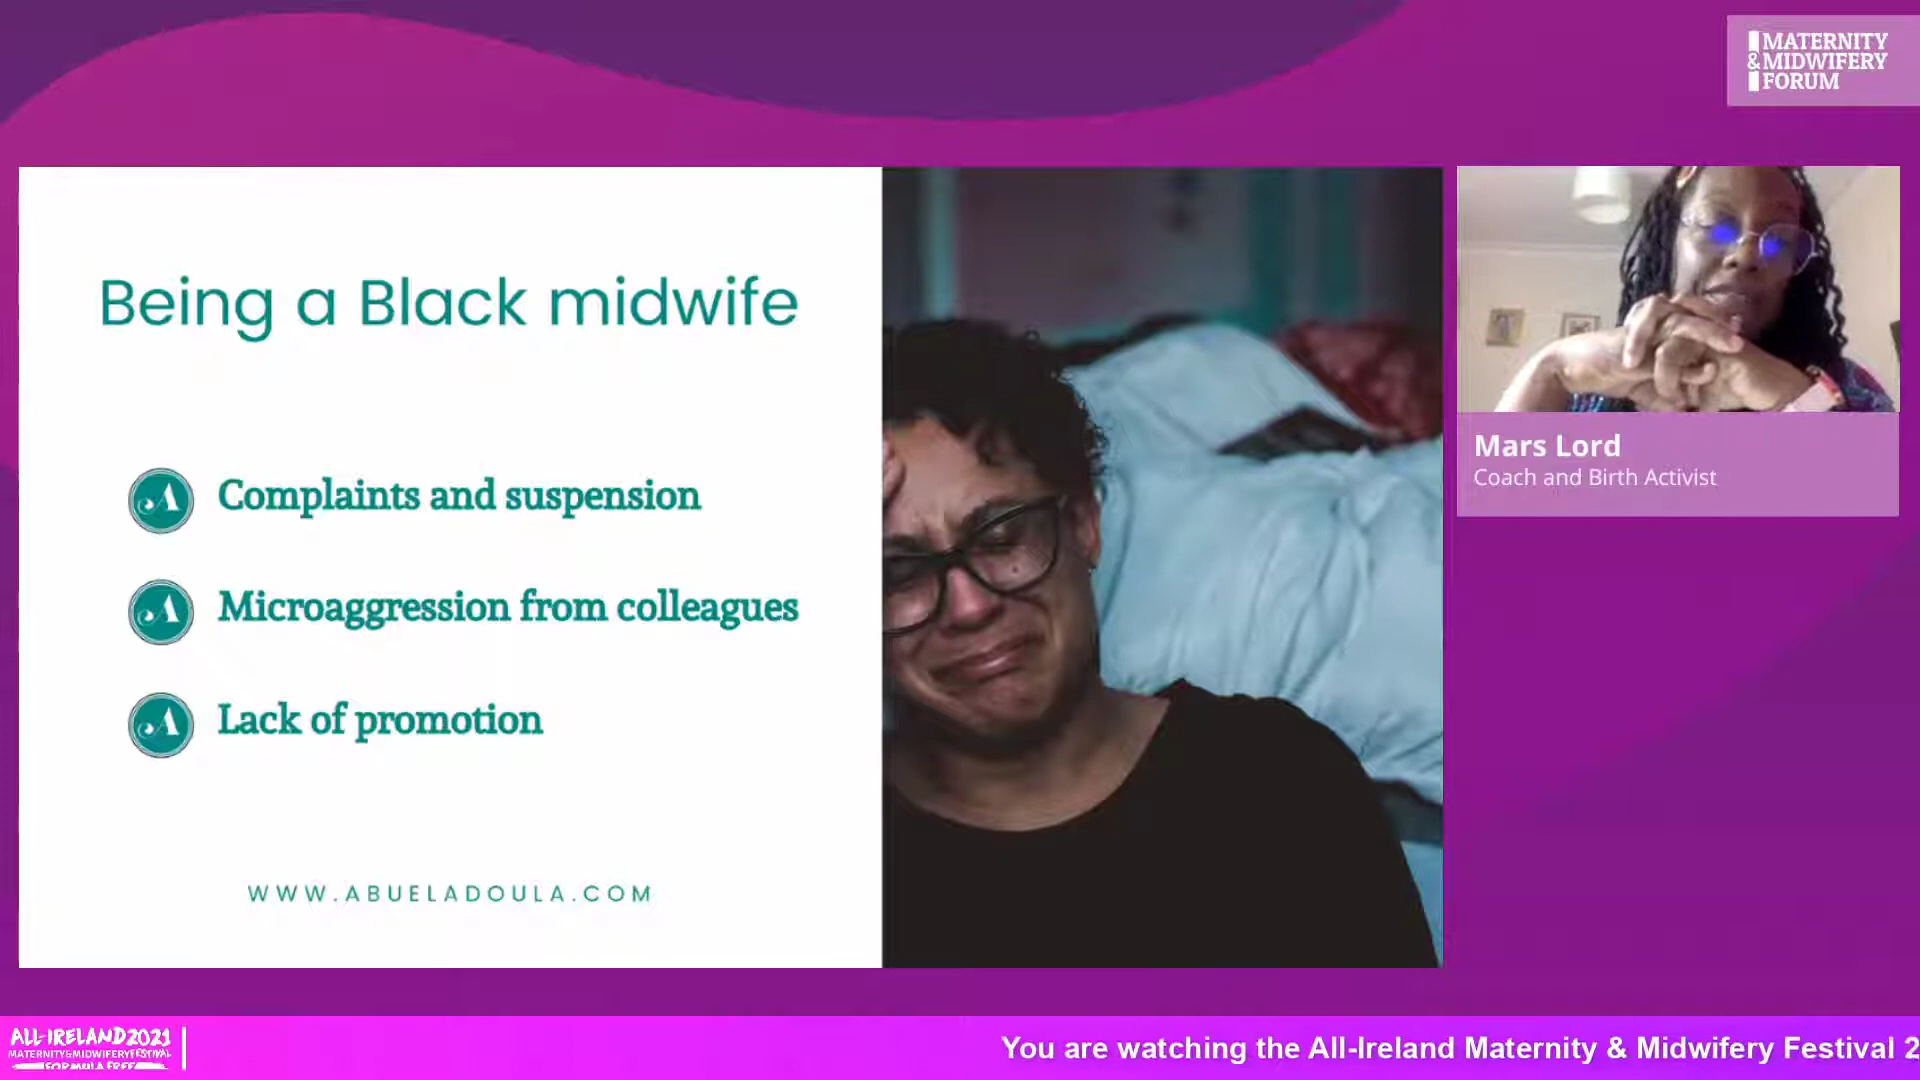 MATERNITY
&MIDWIFERY
FORUM
Being a Black midwife
A Complaints and suspension
A Microaggression from colleagues
A Lack of promotion
WWW.ABUELADOULA.COM
Mars Lord
Coach and Birth Activist
ALL-IRELAND2021
MATERNITY&MIDWIFERYFESTIVAL
FORMULA FREE
You are watching the All-Ireland Maternity & Midwifery Festival 2